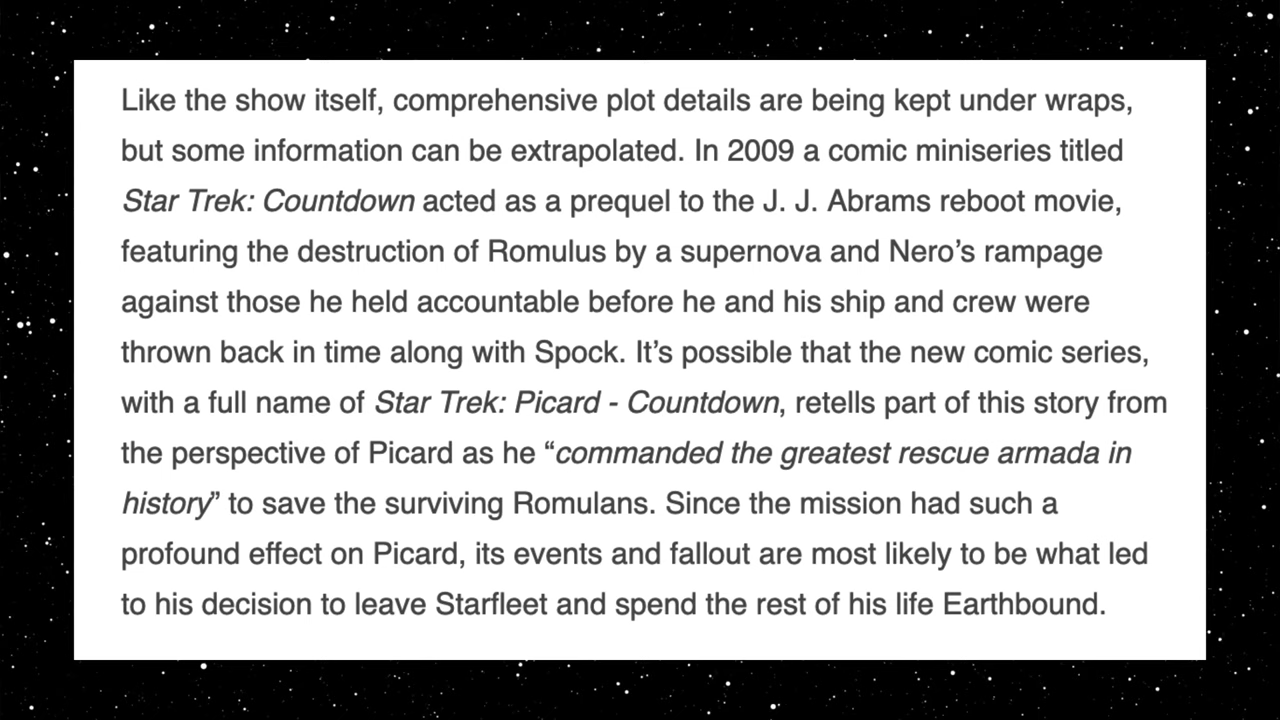 Like the show itself, comprehensive plot details are being kept under wraps,
but some information can be extrapolated. In 2009 a comic miniseries titled
Star Trek: Countdown acted as a prequel to the J. J. Abrams reboot movie,
featuring the destruction of Romulus by a supernova and Nero’s rampage
against those he held accountable before he and his ship and crew were
thrown back in time along with Spock. It’s possible that the new comic series,
with a full name of Star Trek: Picard - Countdown, retells part of this story from
the perspective of Picard as he “commanded the greatest rescue armada in
history” to save the surviving Romulans. Since the mission had such a
profound effect on Picard, its events and fallout are most likely to be what led
to his decision to leave Starfleet and spend the rest of his life Earthbound.